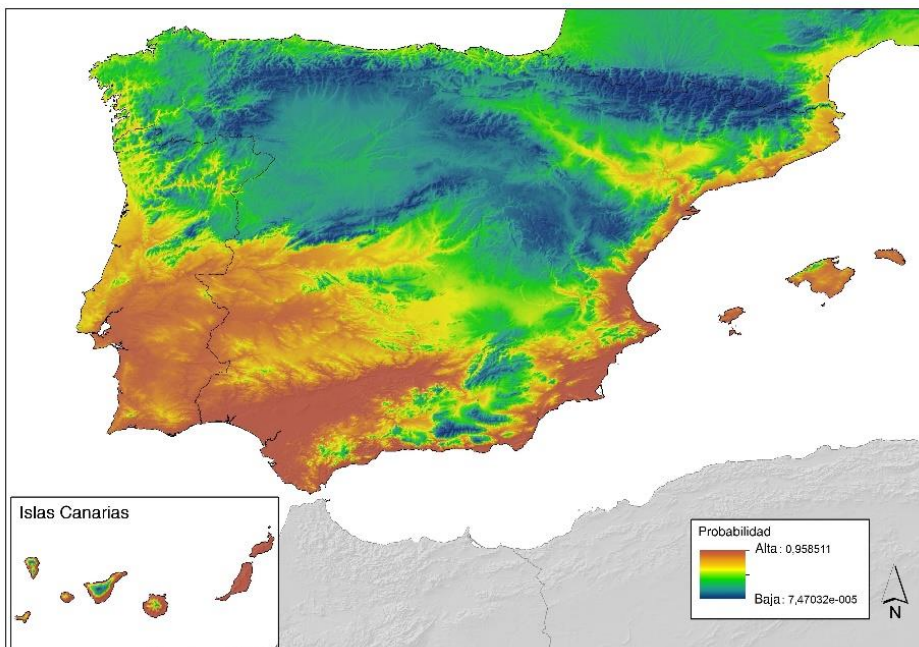 Islas Canarias
Probabilidad
Alta : 0,958511
Baja : 7,47032e-005
N